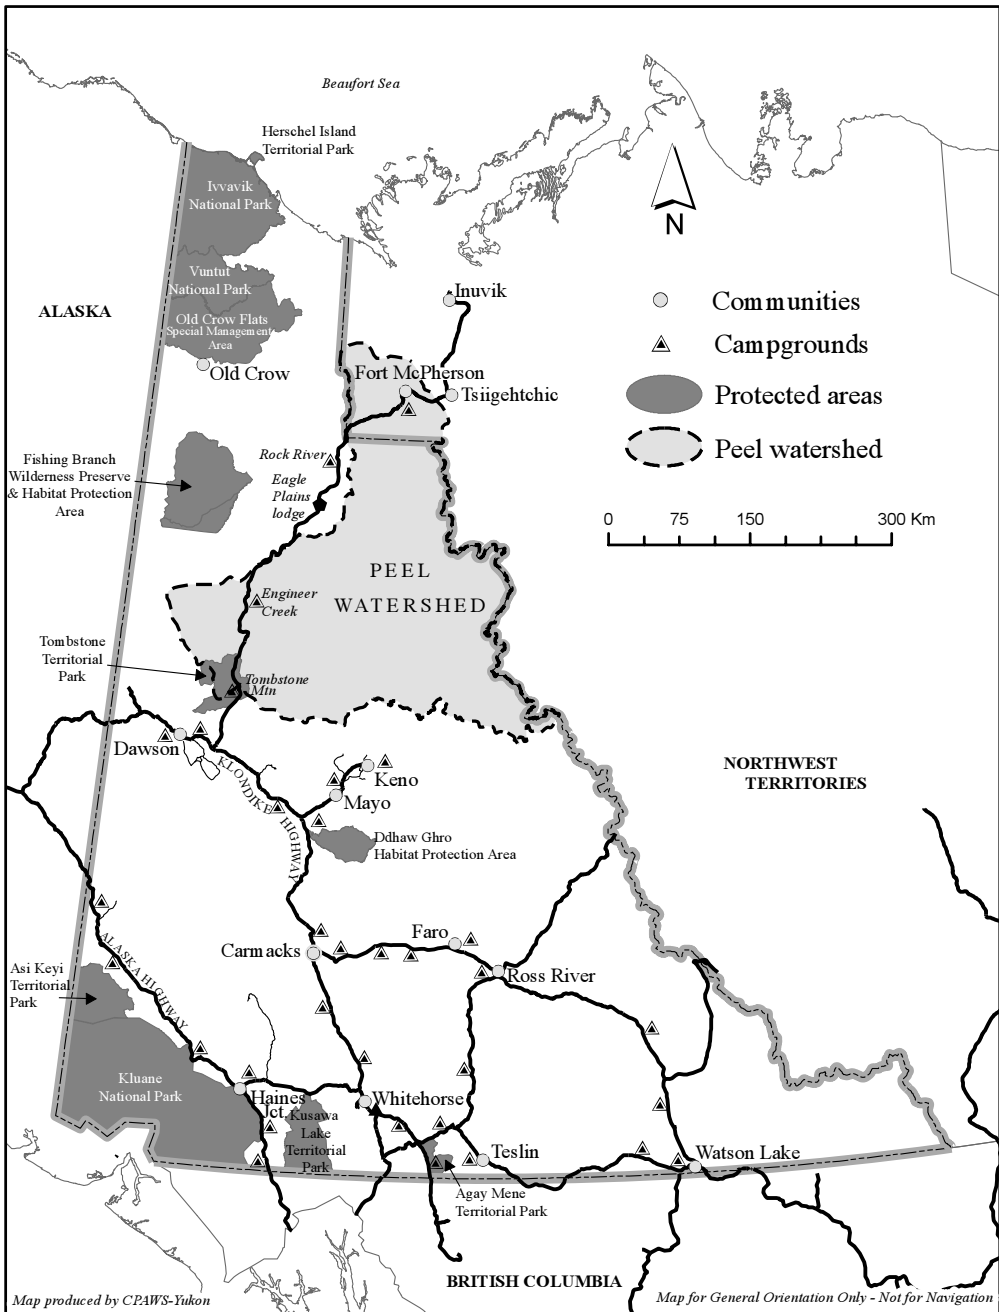 Beaufort Sea
Herschel Island
Territorial Park
Ivvavik
National Park
N
Vuntut
National Park
ALASKA
Inuvik
Communities
Old Crow Flats
Special Management
Area
Campgrounds
Old Crow
Fort McPherson
Tsiigehtchic
Protected areas
Peel watershed
Rock River
Fishing Branch
Wilderness Preserve
& Habitat Protection
Area
Eagle
Plains
lodge
0 75 150 300 Km
PEEL
WATERSHED
Engineer
Creek
Tombstone
Territorial
Park
Tombstone
Mtn
Dawson
KLONDIKE HIGHWAY
Keno
Mayo
NORTHWEST
TERRITORIES
Ddhaw Ghro
Habitat Protection Area
Faro
Carmacks
ALASKA HIGHWAY
Asi Keyi
Territorial
Park
Ross River
Kluane
National Park
Haines
Jct.
Whitehorse
Kusawa
Lake
Territorial
Park
Teslin
Watson Lake
Agay Mene
Territorial Park
BRITISH COLUMBIA
Map produced by CPAWS-Yukon
Map for General Orientation Only - Not for Navigation